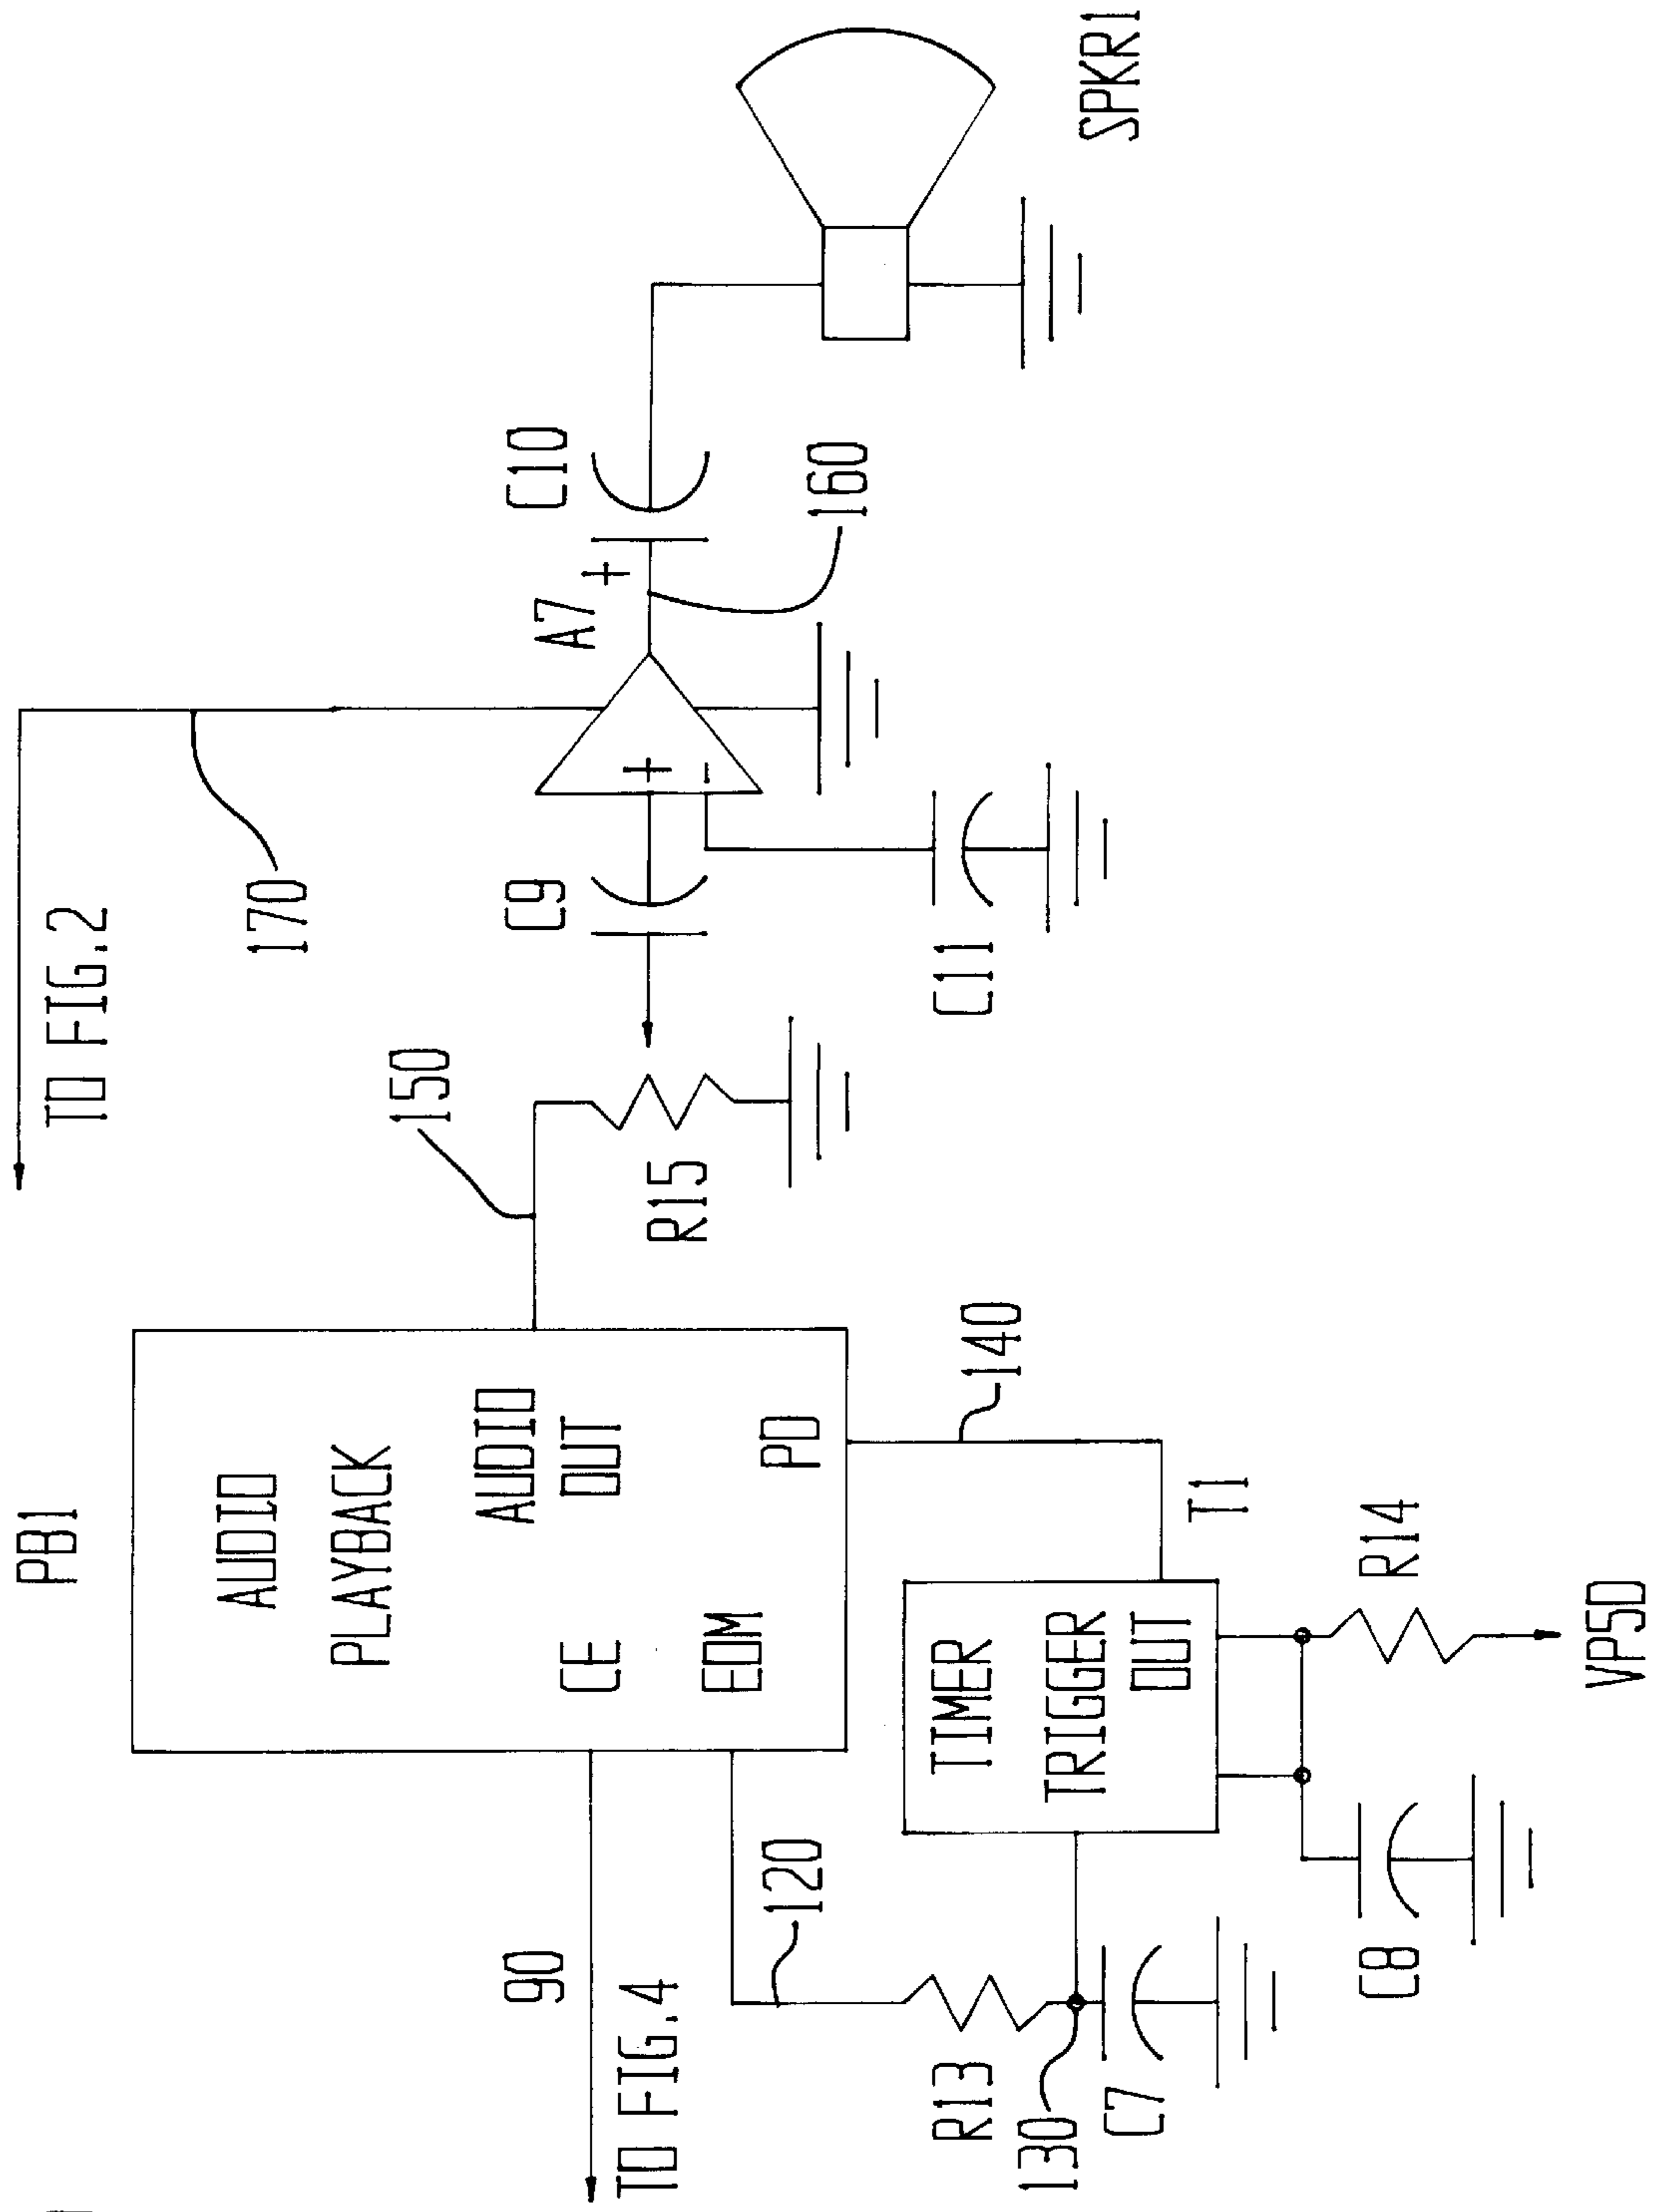 PB1
AUDIO
PLAYBACK
AUDIO
OUT
CE
EOM
PD
90
TO FIG.4
120
R13
130
C7
TIMER
TRIGGER
OUT
T1
140
C8
R14
VP5D
150
R15
TO FIG.2
170
C9
+
-
C11
A7
+
C10
160
SPKR1